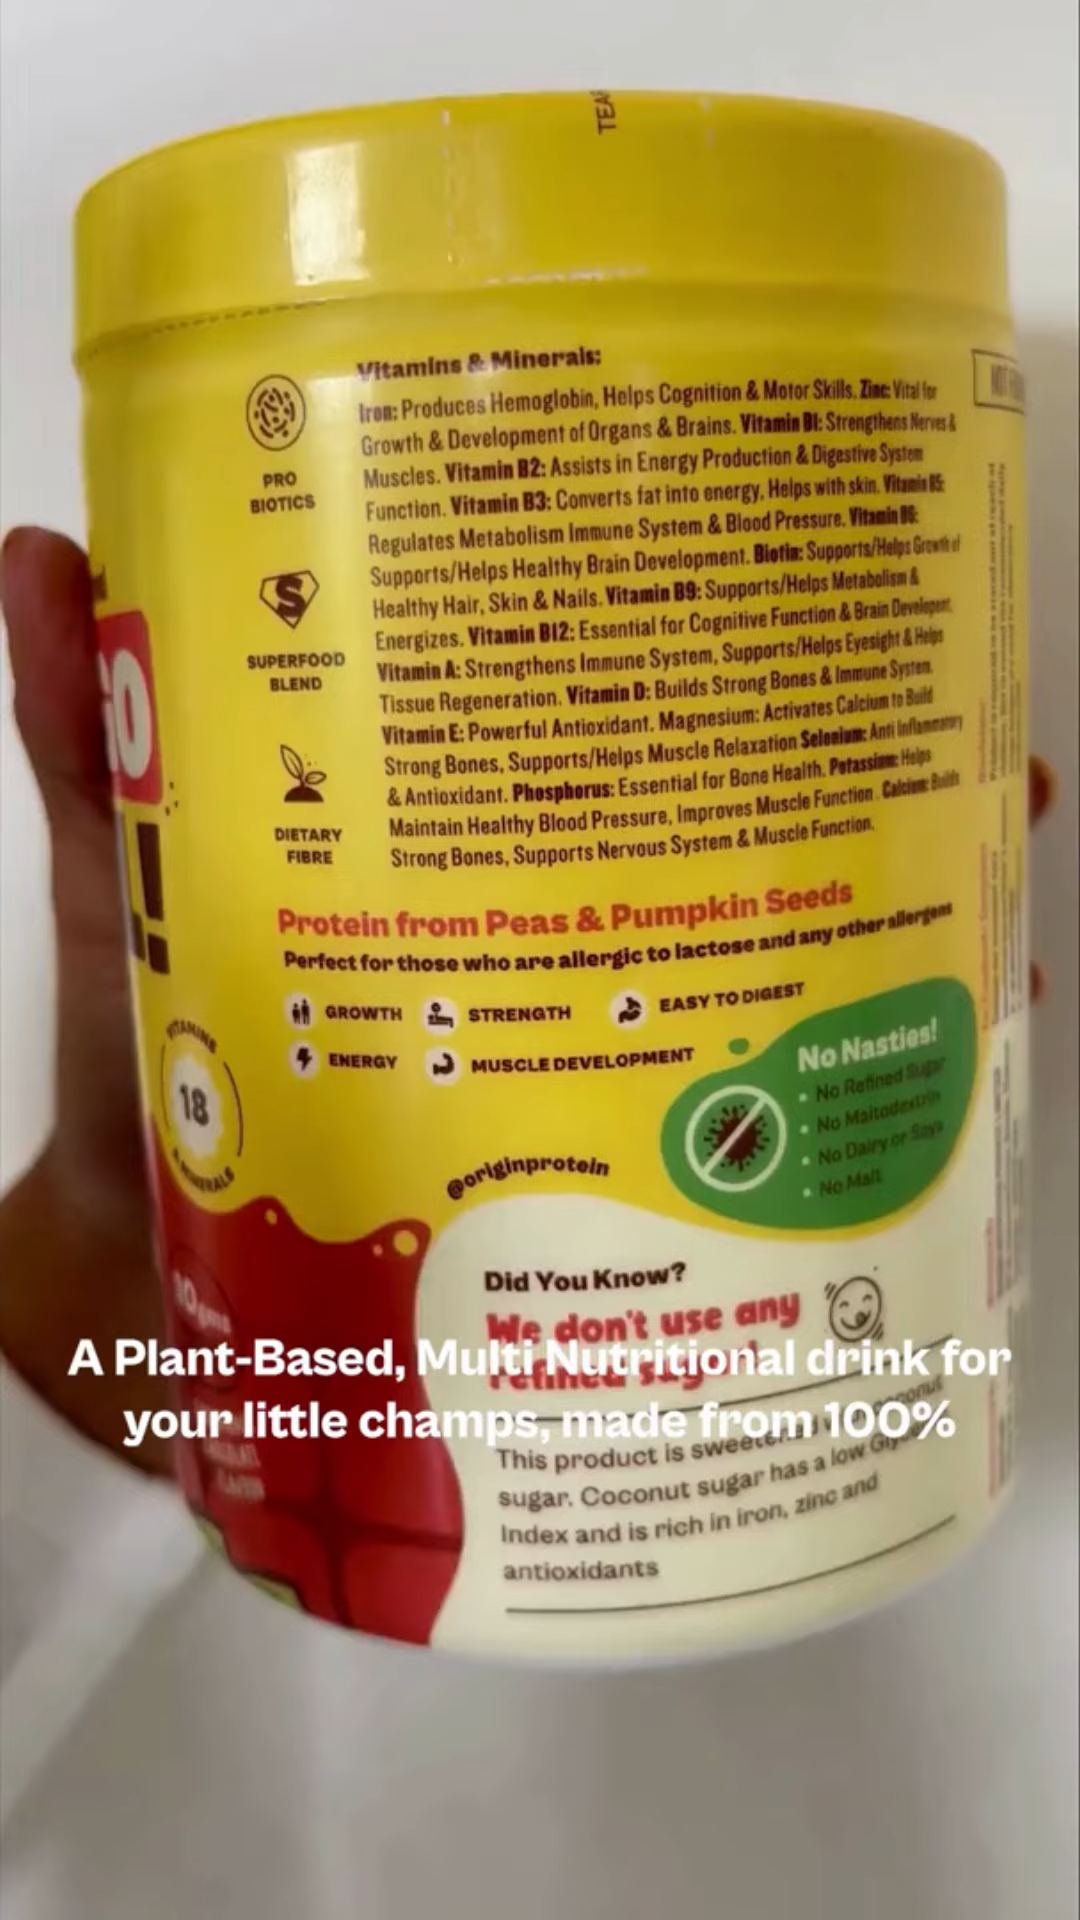 TEAR
Vitamins & Minerals:
Iron: Produces Hemoglobin, Helps Cognition & Motor Skills. Zinc: Vital for
Growth & Development of Organs & Brains. Vitamin B1: Strengthens Nerves &
Muscles. Vitamin B2: Assists in Energy Production & Digestive System
Function. Vitamin B3: Converts fat into energy, Helps with skin. Vitamin B5:
Regulates Metabolism Immune System & Blood Pressure. Vitamin B6:
Supports/Helps Healthy Brain Development. Biotin: Supports/Helps Growth of
Healthy Hair, Skin & Nails. Vitamin B9: Supports/Helps Metabolism &
Energizes. Vitamin B12: Essential for Cognitive Function & Brain Development.
Vitamin A: Strengthens Immune System, Supports/Helps Eyesight & Helps
Tissue Regeneration. Vitamin D: Builds Strong Bones & Immune System.
Vitamin E: Powerful Antioxidant. Magnesium: Activates Calcium to Build
Strong Bones, Supports/Helps Muscle Relaxation Selenium: Anti Inflammatory
& Antioxidant. Phosphorus: Essential for Bone Health. Potassium: Helps
Maintain Healthy Blood Pressure, Improves Muscle Function. Calcium: Builds
Strong Bones, Supports Nervous System & Muscle Function.
PRO
BIOTICS
SUPERFOOD
BLEND
DIETARY
FIBRE
Protein from Peas & Pumpkin Seeds
Perfect for those who are allergic to lactose and any other allergens
GROWTH STRENGTH EASY TO DIGEST
ENERGY MUSCLE DEVELOPMENT
No Nasties!
• No Refined Sugar
• No Maltodextrin
• No Dairy or Soya
• No Malt
VITAMINS
18
& MINERALS
@originprotein
Did You Know?
We don't use any
refined sugar!
A Plant-Based, Multi Nutritional drink for
your little champs, made from 100%
This product is sweetened coconut
sugar. Coconut sugar has a low
Index and is rich in iron, zinc and
antioxidants